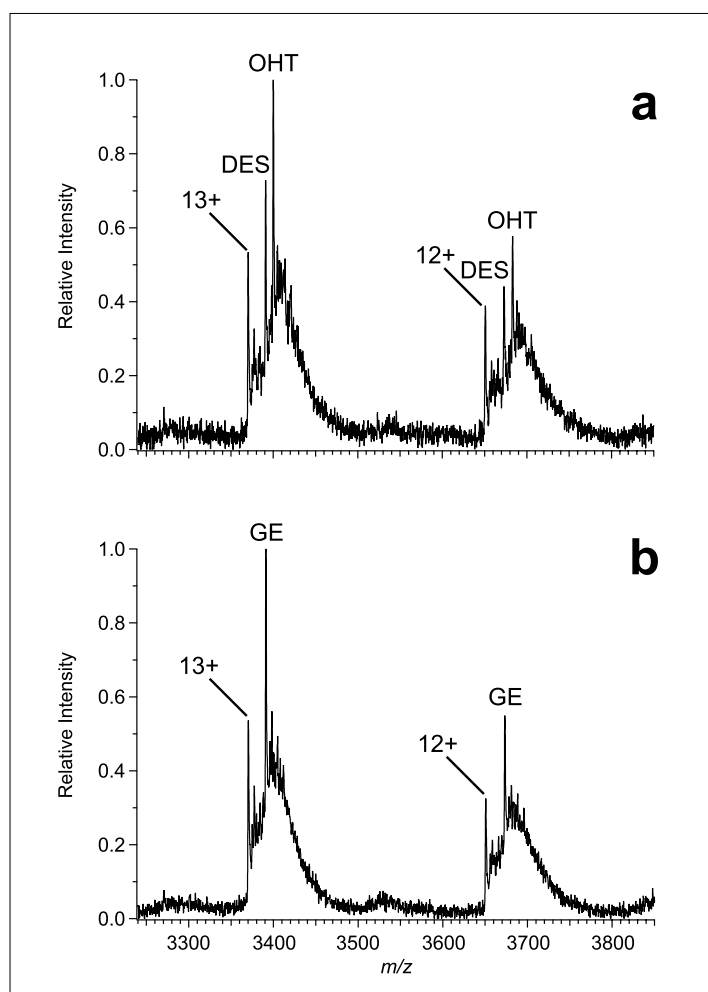 a
OHT
1.0
DES
0.8
13+
OHT
0.6
12+
DES
Relative Intensity
0.4
0.2
0.0
b
GE
1.0
0.8
13+
GE
0.6
12+
Relative Intensity
0.4
0.2
0.0
3300 3400 3500 3600 3700 3800
m/z